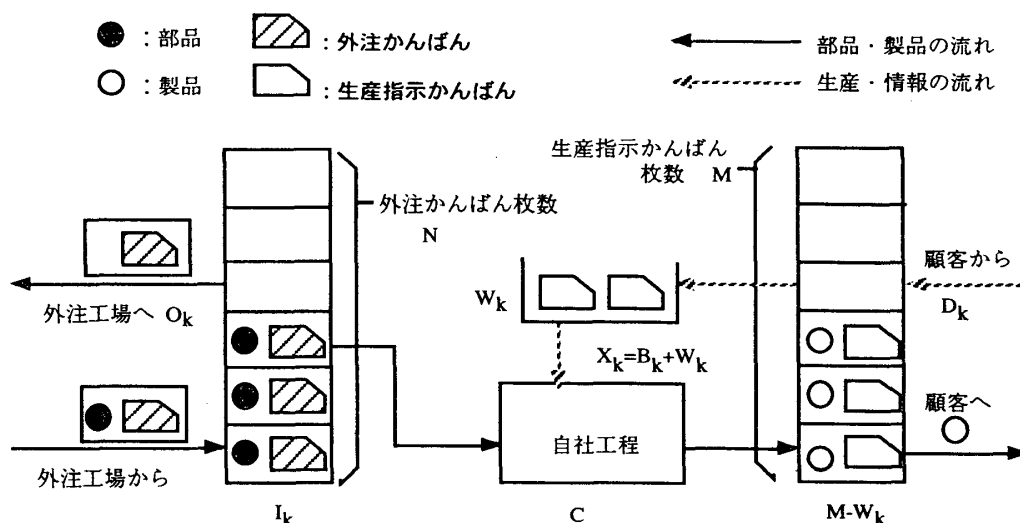 ：部品
：外注かんばん
部品・製品の流れ
：製品
：生産指示かんばん
生産・情報の流れ
生産指示かんばん
枚数 M
外注かんばん枚数
N
顧客から
D_k
W_k
外注工場へ O_k
X_k=B_k+W_k
自社工程
顧客へ
外注工場から
I_k
C
M-W_k